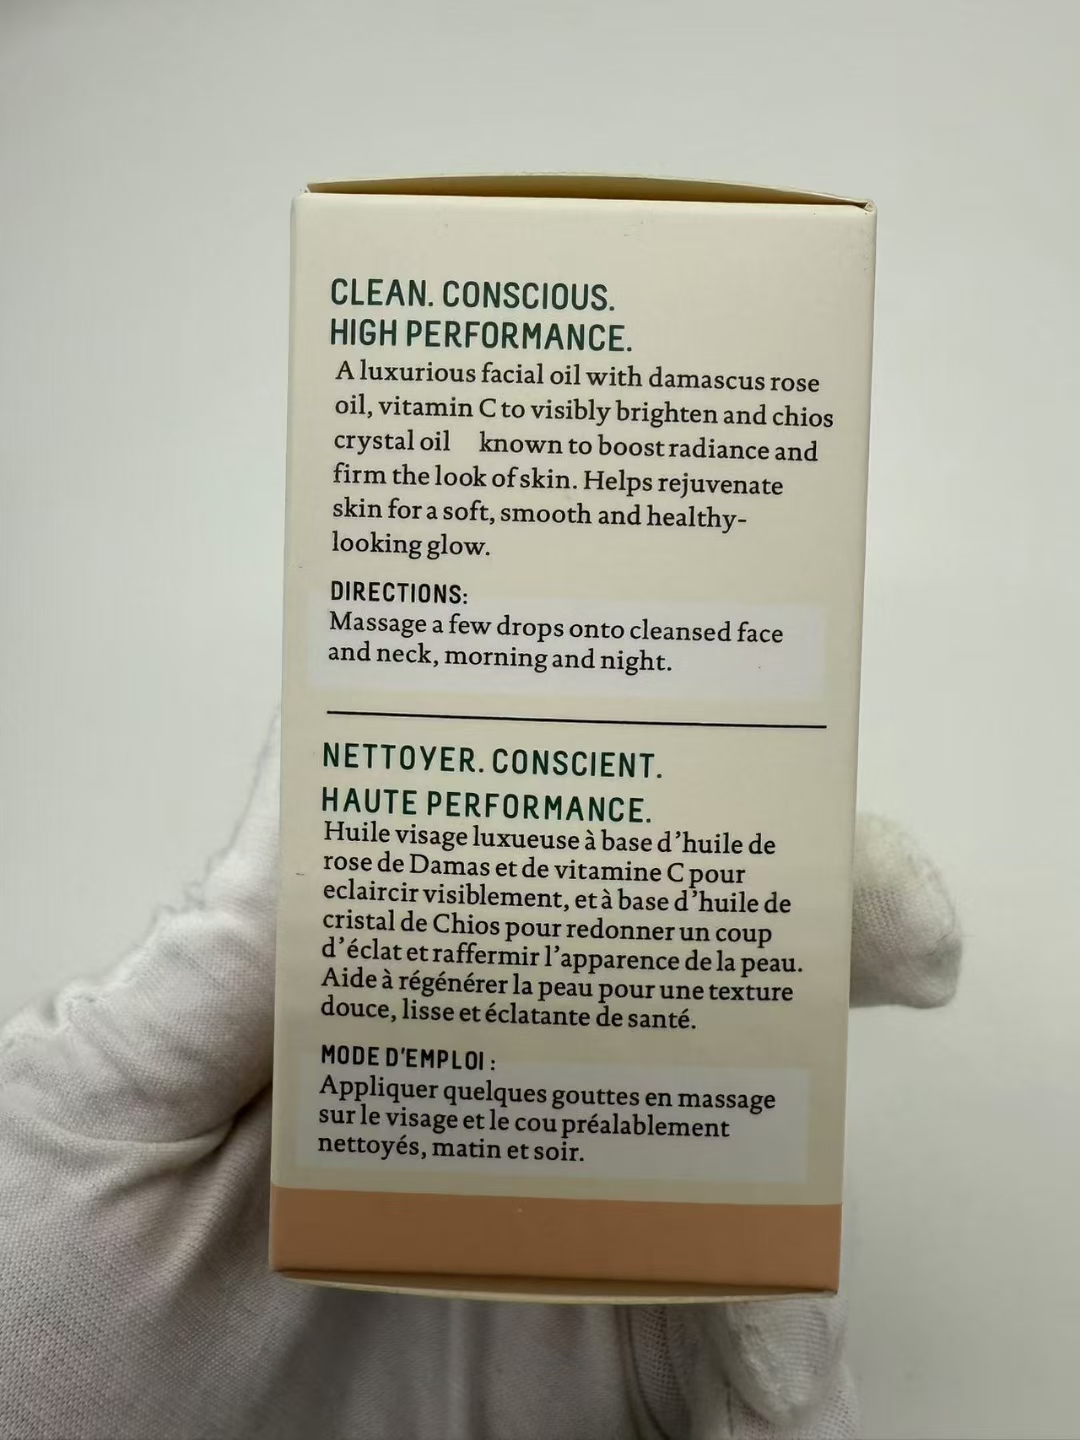 CLEAN. CONSCIOUS.
HIGH PERFORMANCE.
A luxurious facial oil with damascus rose
oil, vitamin C to visibly brighten and chios
crystal oil known to boost radiance and
firm the look of skin. Helps rejuvenate
skin for a soft, smooth and healthy-
looking glow.
DIRECTIONS:
Massage a few drops onto cleansed face
and neck, morning and night.
NETTOYER. CONSCIENT.
HAUTE PERFORMANCE.
Huile visage luxueuse à base d'huile de
rose de Damas et de vitamine C pour
eclaircir visiblement, et à base d'huile de
cristal de Chios pour redonner un coup
d'éclat et raffermir l'apparence de la peau.
Aide à régénérer la peau pour une texture
douce, lisse et éclatante de santé.
MODE D'EMPLOI :
Appliquer quelques gouttes en massage
sur le visage et le cou préalablement
nettoyés, matin et soir.